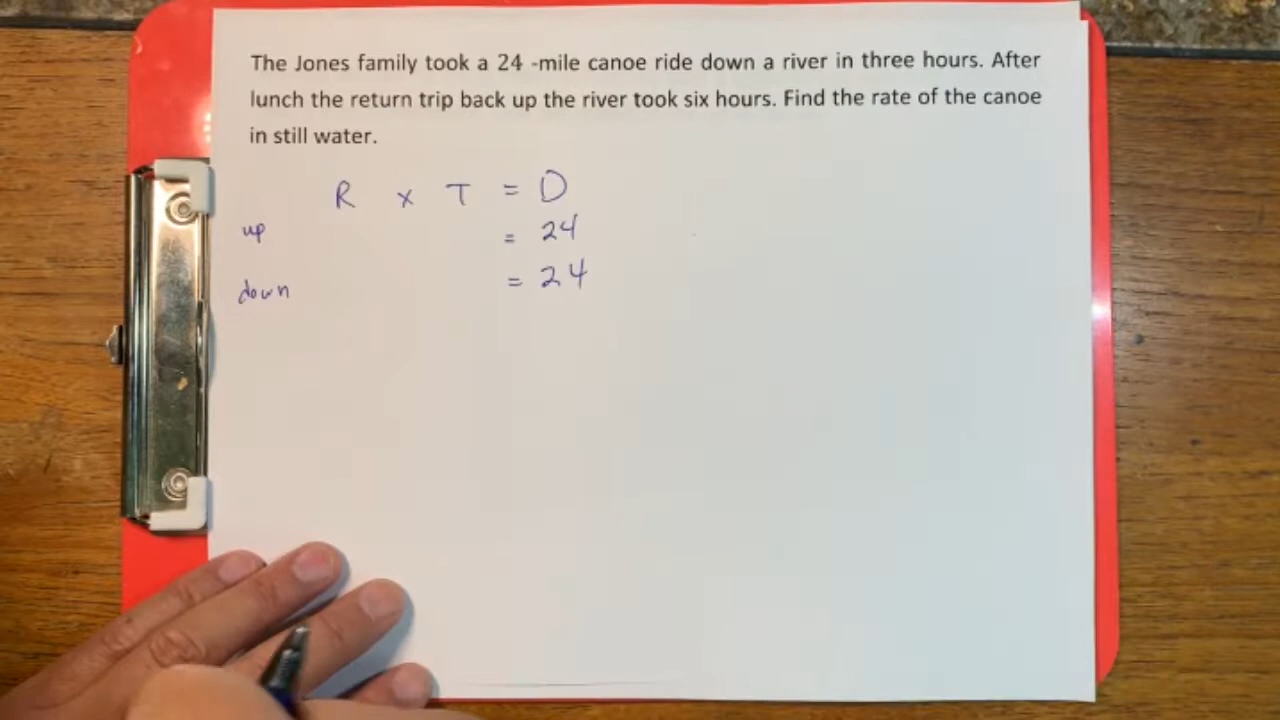 The Jones family took a 24 -mile canoe ride down a river in three hours. After
lunch the return trip back up the river took six hours. Find the rate of the canoe
in still water.
R x T = D
up = 24
down = 24